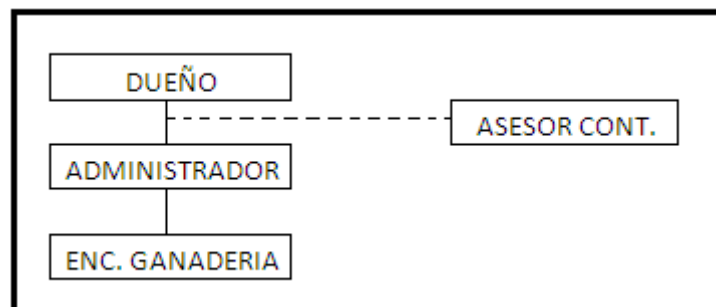 DUEÑO
ASESOR CONT.
ADMINISTRADOR
ENC. GANADERIA